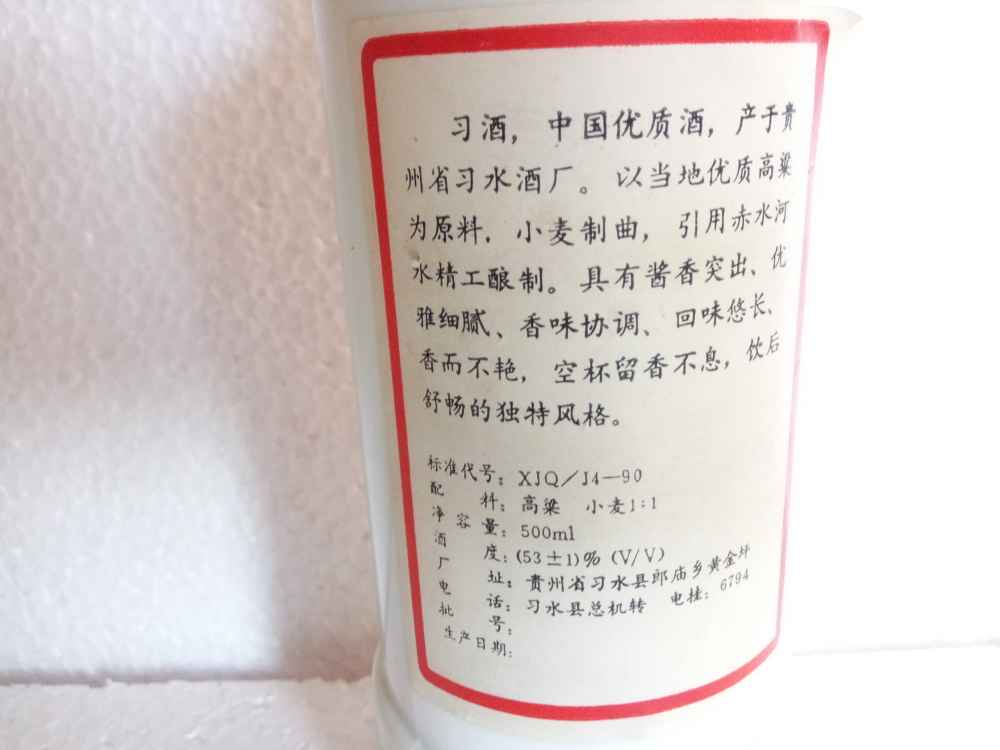 习酒，中国优质酒，产于贵
州省习水酒厂。以当地优质高粱
为原料，小麦制曲，引用赤水河
水精工酿制。具有酱香突出、优
雅细腻、香味协调、回味悠长、
香而不艳，空杯留香不息，饮后
舒畅的独特风格。
标准代号：XJQ／J4—90
配料：高粱 小麦1:1
净容量：500ml
酒度：(53±1)% (V/V)
厂址：贵州省习水县郎庙乡黄金坪
电话：习水县总机转 电挂：6794
批号：
生产日期：